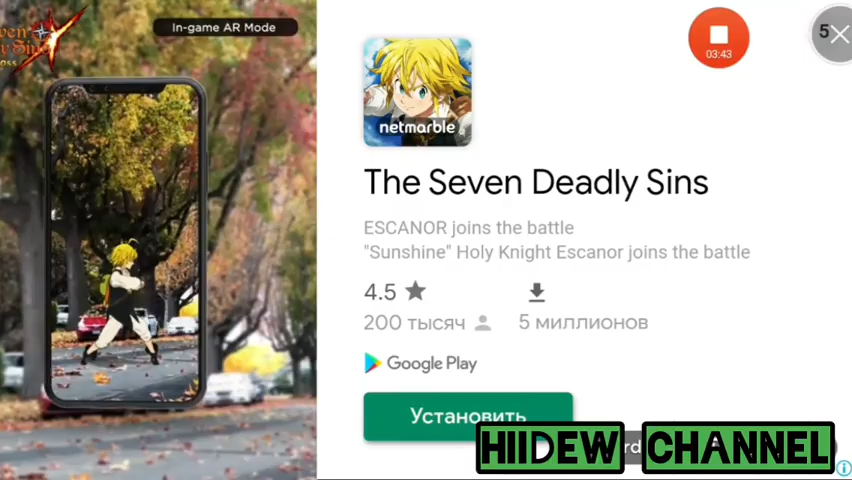 In-game AR Mode
03:43
5
netmarble
The Seven Deadly Sins
ESCANOR joins the battle
"Sunshine" Holy Knight Escanor joins the battle
4.5
200 тысяч
5 миллионов
Google Play
Установить
HIIDEW CHANNEL